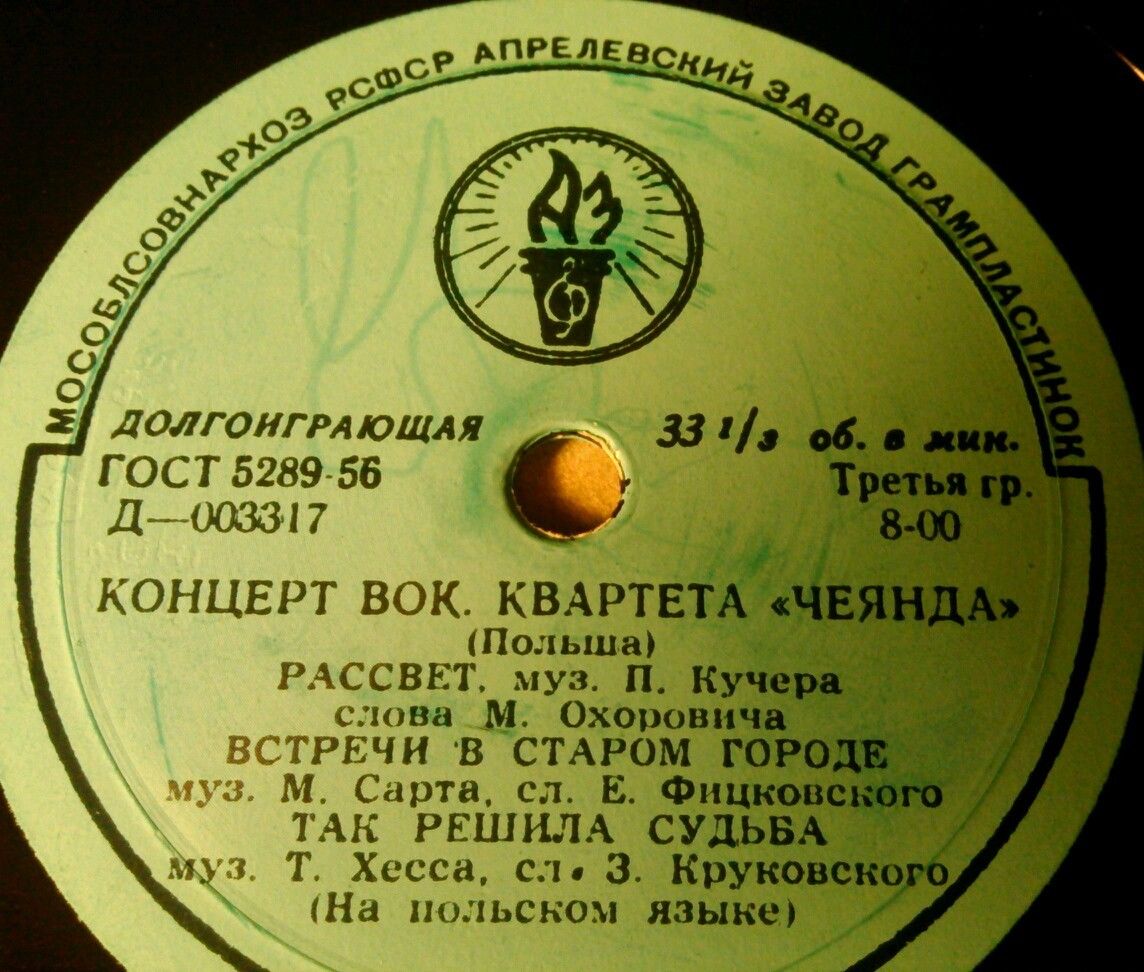 МОСОБЛСОВНАРХОЗ РСФСР АПРЕЛЕВСКИЙ ЗАВОД ГРАМПЛАСТИНОК
АЗ
ДОЛГОИГРАЮЩАЯ
ГОСТ 5289-56
Д—003317
33 1/3 об. в мин.
Третья гр.
8-00
КОНЦЕРТ ВОК. КВАРТЕТА «ЧЕЯНДА»
(Польша)
РАССВЕТ, муз. П. Кучера
слова М. Охоровича
ВСТРЕЧИ В СТАРОМ ГОРОДЕ
муз. М. Сарта, сл. Е. Фицковского
ТАК РЕШИЛА СУДЬБА
муз. Т. Хесса, сл. З. Круковского
(На польском языке)